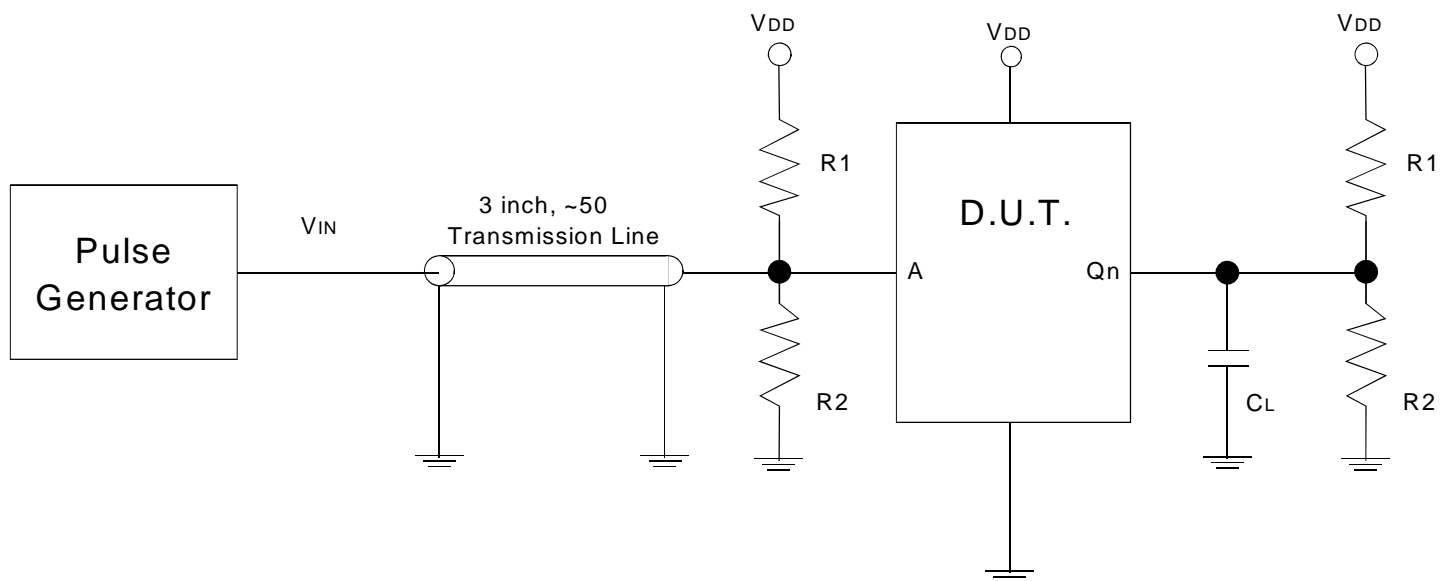 VDD
VDD
VDD
R1
R1
D.U.T.
3 inch, ~50
Transmission Line
VIN
Pulse
Generator
A
Qn
R2
CL
R2